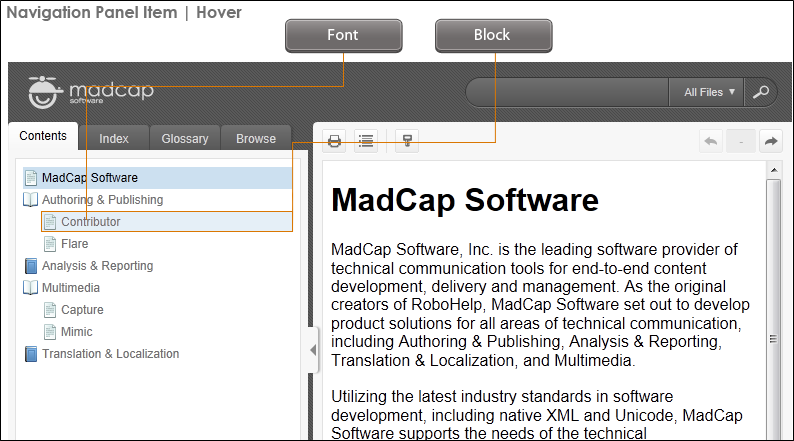 Navigation Panel Item | Hover
Font
Block
madcap
software
All Files
Contents
Index
Glossary
Browse
-
MadCap Software
Authoring & Publishing
Contributor
Flare
Analysis & Reporting
Multimedia
Capture
Mimic
Translation & Localization
MadCap Software
MadCap Software, Inc. is the leading software provider of
technical communication tools for end-to-end content
development, delivery and management. As the original
creators of RoboHelp, MadCap Software set out to develop
product solutions for all areas of technical communication,
including Authoring & Publishing, Analysis & Reporting,
Translation & Localization, and Multimedia.
Utilizing the latest industry standards in software
development, including native XML and Unicode, MadCap
Software supports the needs of the technical